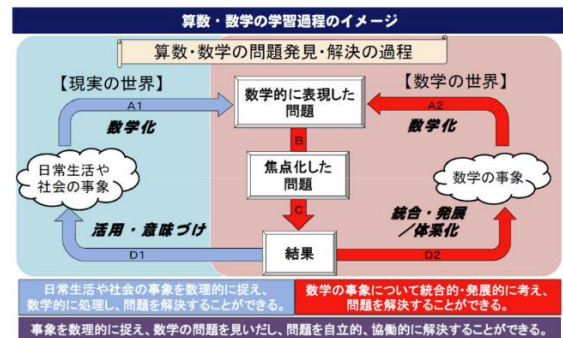 算数・数学の学習過程のイメージ
算数・数学の問題発見・解決の過程
【現実の世界】
【数学の世界】
A1
数学化
数学的に表現した
問題
A2
数学化
B
日常生活や
社会の事象
焦点化した
問題
数学の事象
C
活用・意味づけ
D1
結果
統合・発展
/体系化
D2
日常生活や社会の事象を数理的に捉え、
数学的に処理し、問題を解決することができる。
数学の事象について統合的・発展的に考え、
問題を解決することができる。
事象を数理的に捉え、数学の問題を見いだし、問題を自立的、協働的に解決することができる。